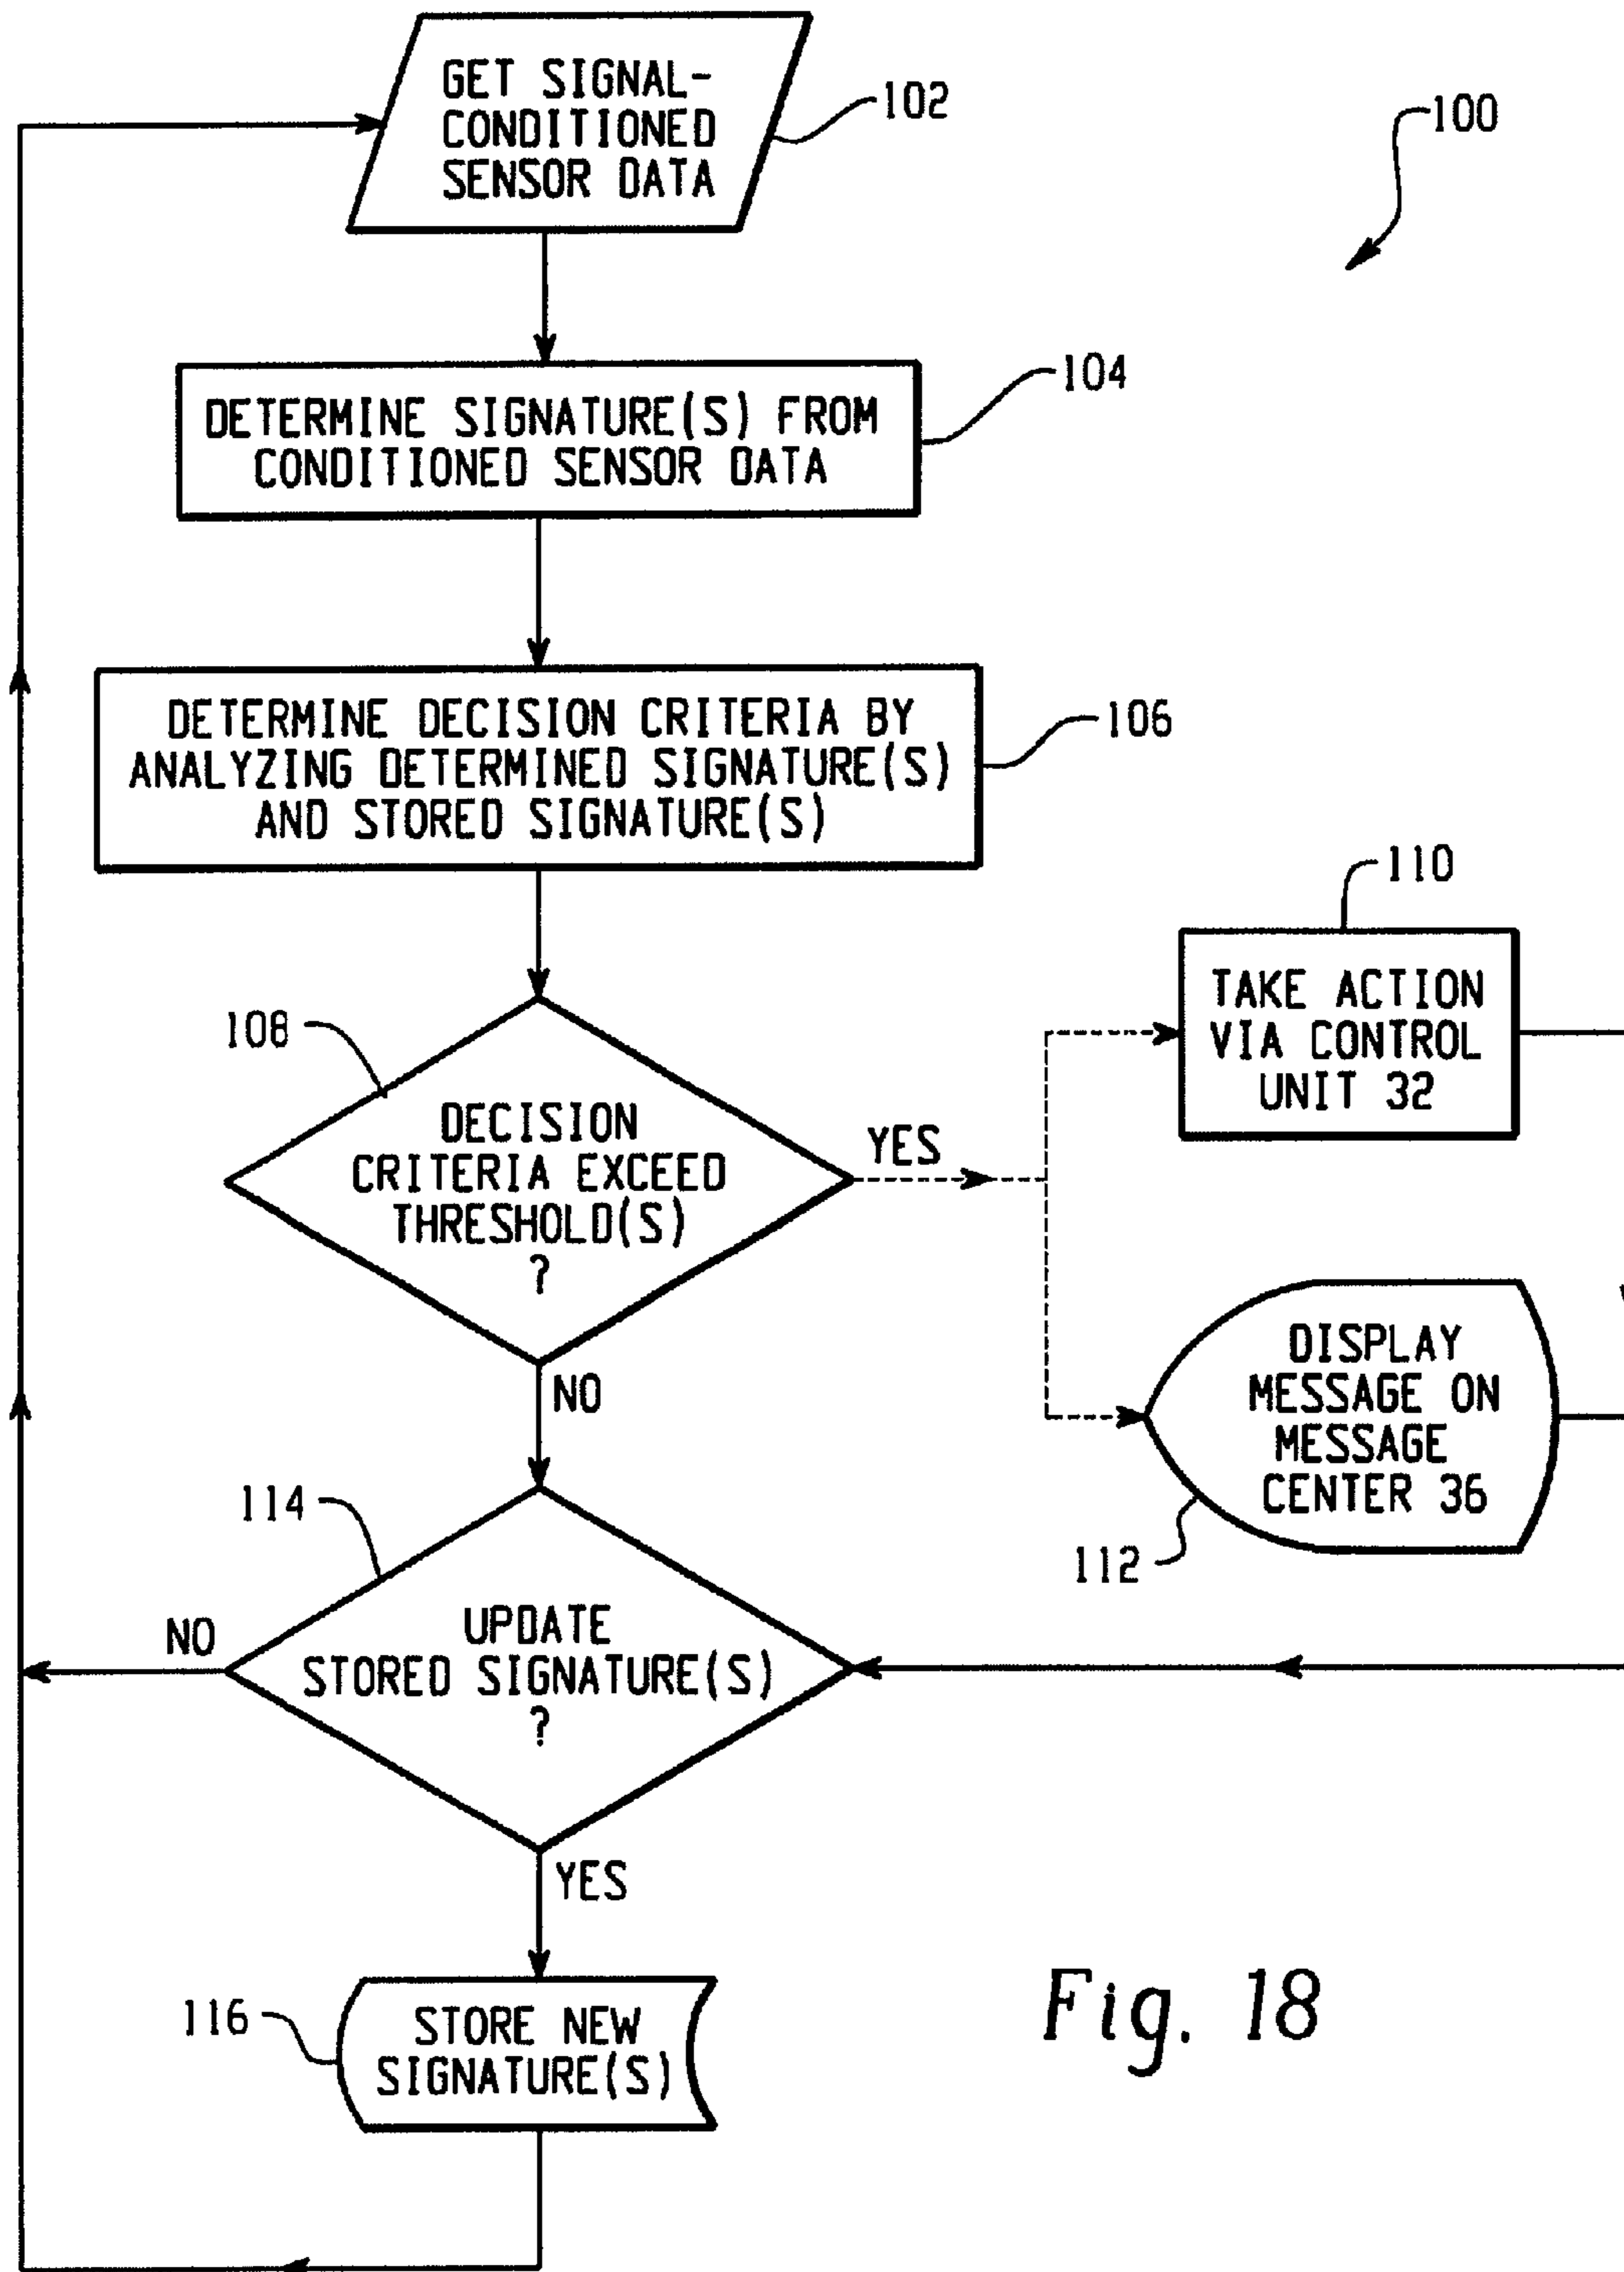 GET SIGNAL-
CONDITIONED
SENSOR DATA
102
100
DETERMINE SIGNATURE(S) FROM
CONDITIONED SENSOR DATA
104
DETERMINE DECISION CRITERIA BY
ANALYZING DETERMINED SIGNATURE(S)
AND STORED SIGNATURE(S)
106
108
DECISION
CRITERIA EXCEED
THRESHOLD(S)
?
YES
NO
110
TAKE ACTION
VIA CONTROL
UNIT 32
DISPLAY
MESSAGE ON
MESSAGE
CENTER 36
112
114
UPDATE
STORED SIGNATURE(S)
?
NO
YES
116
STORE NEW
SIGNATURE(S)
Fig. 18